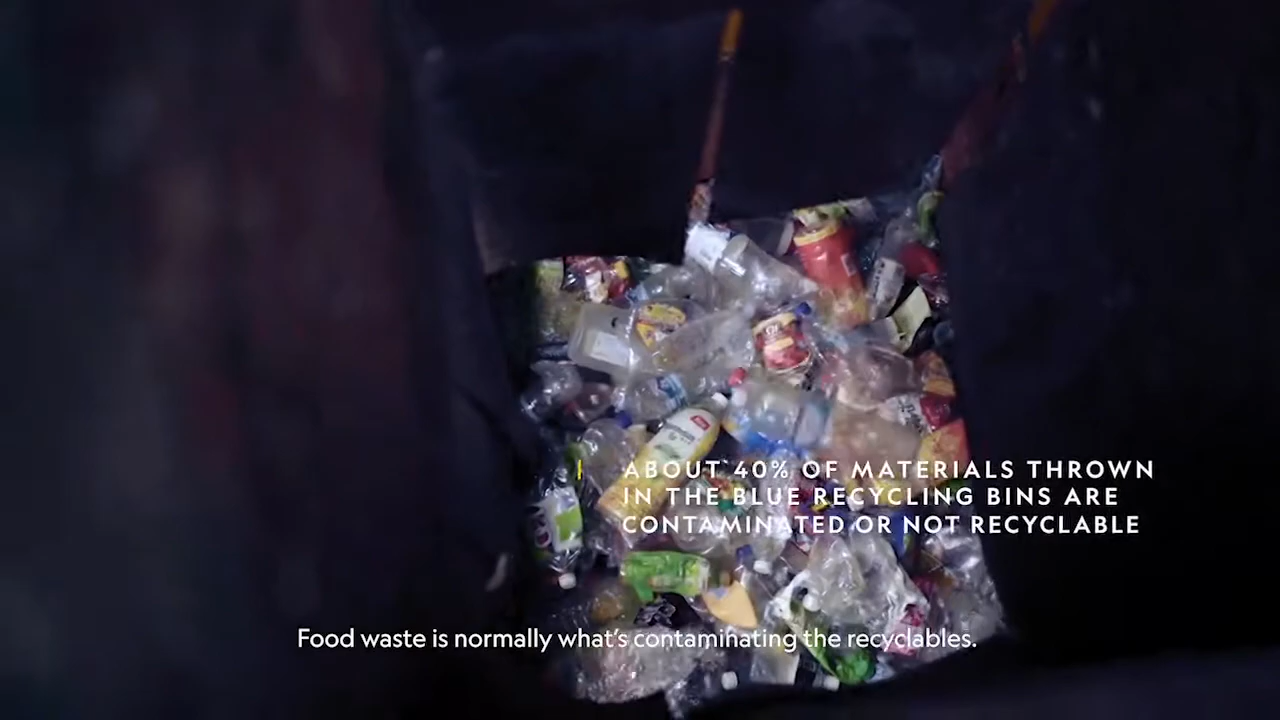 ABOUT 40% OF MATERIALS THROWN
IN THE BLUE RECYCLING BINS ARE
CONTAMINATED OR NOT RECYCLABLE
Food waste is normally what's contaminating the recyclables.